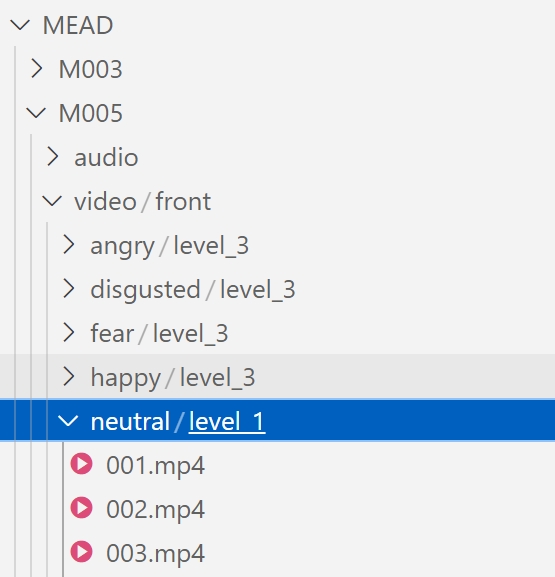 MEAD
M003
M005
audio
video/front
angry/level_3
disgusted/level_3
fear/level_3
happy/level_3
neutral/level_1
001.mp4
002.mp4
003.mp4